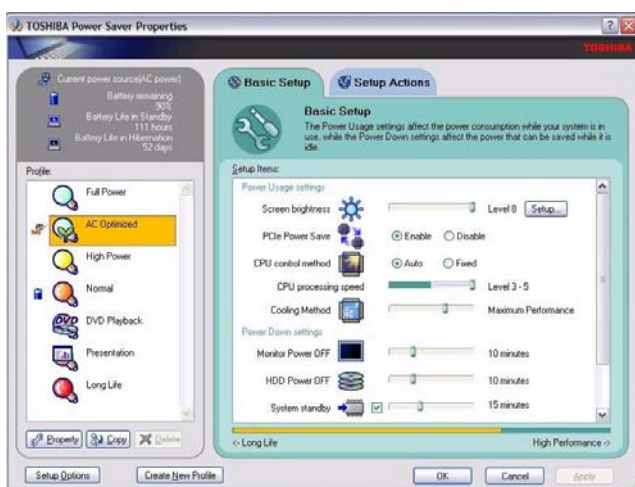 TOSHIBA Power Saver Properties
TOSHIBA
Current power source(AC power)
Battery remaining
90%
Battery Life in Standby
111 hours
Battery Life in Hibernation
52 days
Profile:
Full Power
AC Optimized
High Power
Normal
DVD Playback
Presentation
Long Life
Property Copy Delete
Setup Options Create New Profile
Basic Setup Setup Actions
Basic Setup
The Power Usage settings affect the power consumption while your system is in
use, while the Power Down settings affect the power that can be saved while it is
idle.
Setup Items:
Power Usage settings
Screen brightness Level 8 Setup...
PCIe Power Save Enable Disable
CPU control method Auto Fixed
CPU processing speed Level 3 - 5
Cooling Method Maximum Performance
Power Down settings
Monitor Power OFF 10 minutes
HDD Power OFF 10 minutes
System standby 15 minutes
<- Long Life High Performance ->
OK Cancel Apply